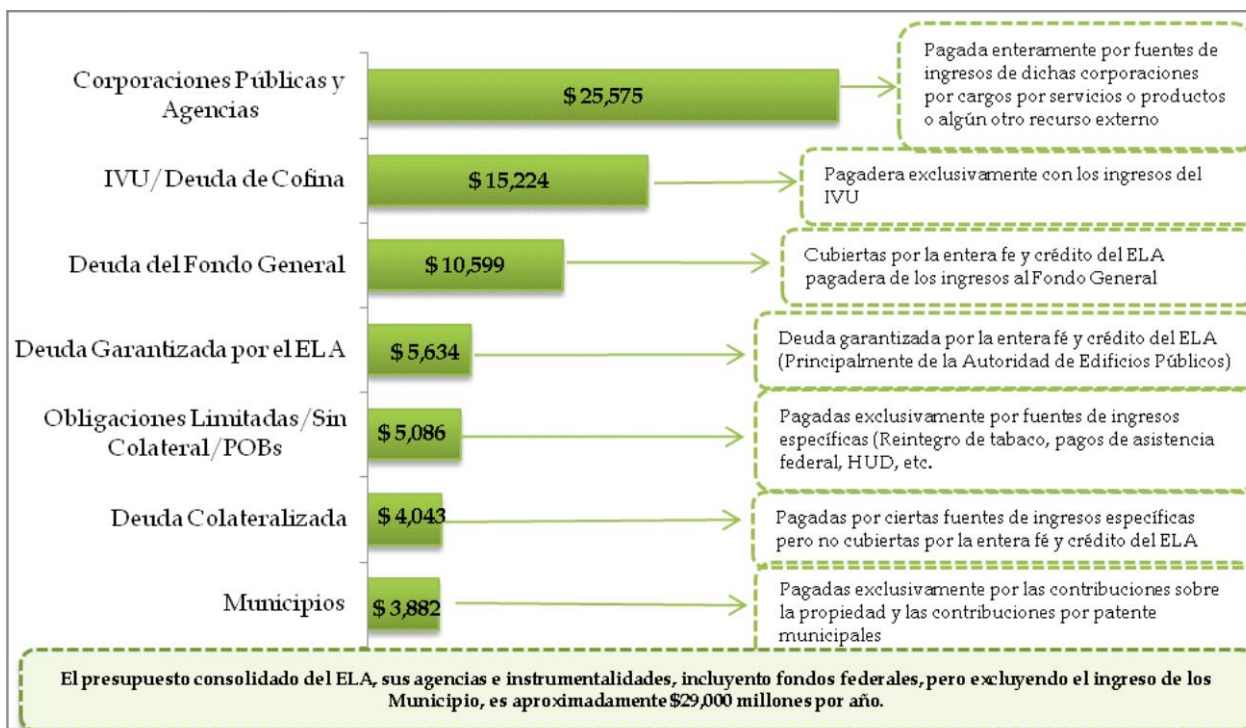 Corporaciones Públicas y
Agencias
$ 25,575
Pagada enteramente por fuentes de
ingresos de dichas corporaciones
por cargos por servicios o productos
o algún otro recurso externo
IVU/Deuda de Cofina
$ 15,224
Pagadera exclusivamente con los ingresos del
IVU
Deuda del Fondo General
$ 10,599
Cubiertas por la entera fe y crédito del ELA
pagadera de los ingresos al Fondo General
Deuda Garantizada por el ELA
$ 5,634
Deuda garantizada por la entera fé y crédito del ELA
(Principalmente de la Autoridad de Edificios Públicos)
Obligaciones Limitadas/Sin
Colateral/POBs
$ 5,086
Pagadas exclusivamente por fuentes de ingresos
específicas (Reintegro de tabaco, pagos de asistencia
federal, HUD, etc.
Deuda Colateralizada
$ 4,043
Pagadas por ciertas fuentes de ingresos específicas
pero no cubiertas por la entera fé y crédito del ELA
Municipios
$ 3,882
Pagadas exclusivamente por las contribuciones sobre
la propiedad y las contribuciones por patente
municipales
El presupuesto consolidado del ELA, sus agencias e instrumentalidades, incluyento fondos federales, pero excluyendo el ingreso de los
Municipio, es aproximadamente $29,000 millones por año.